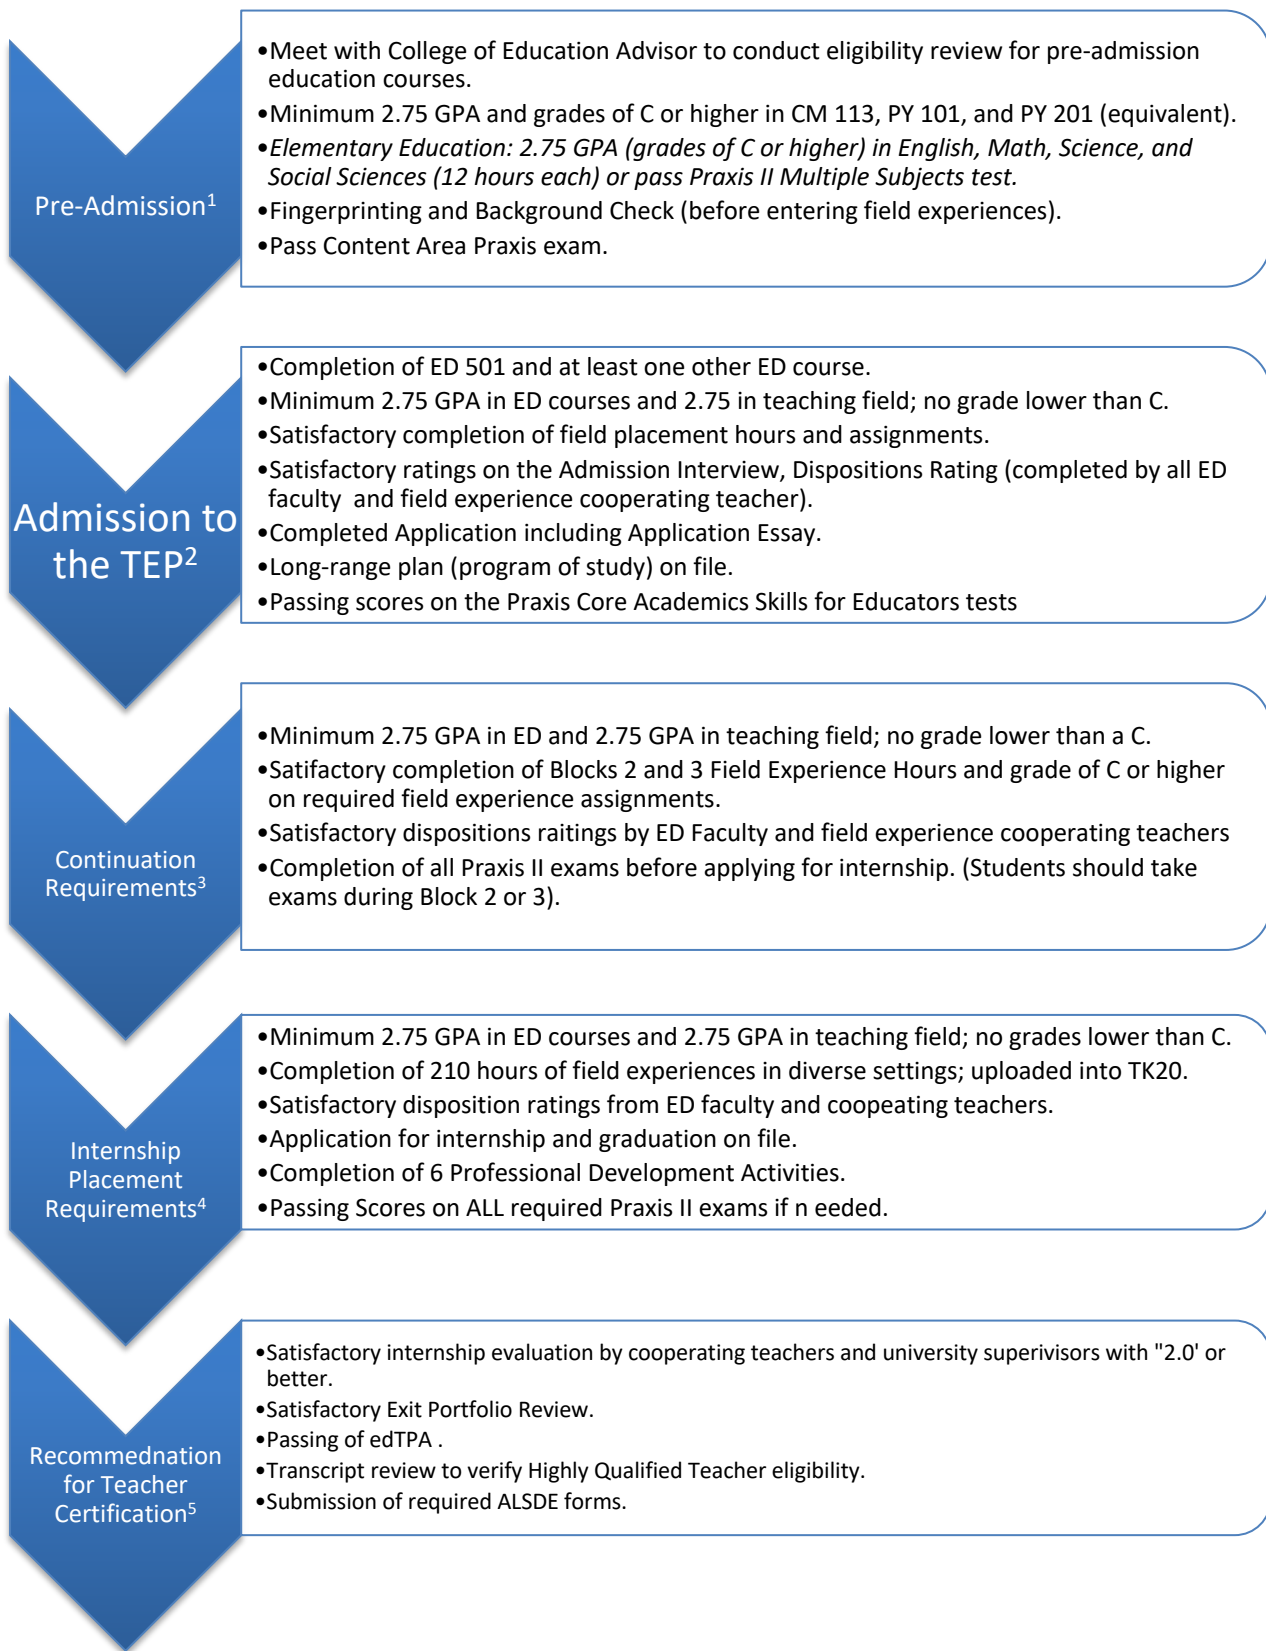 Pre-Admission1
•Meet with College of Education Advisor to conduct eligibility review for pre-admission
education courses.
•Minimum 2.75 GPA and grades of C or higher in CM 113, PY 101, and PY 201 (equivalent).
•Elementary Education: 2.75 GPA (grades of C or higher) in English, Math, Science, and
Social Sciences (12 hours each) or pass Praxis II Multiple Subjects test.
•Fingerprinting and Background Check (before entering field experiences).
•Pass Content Area Praxis exam.
Admission to
the TEP2
•Completion of ED 501 and at least one other ED course.
•Minimum 2.75 GPA in ED courses and 2.75 in teaching field; no grade lower than C.
•Satisfactory completion of field placement hours and assignments.
•Satisfactory ratings on the Admission Interview, Dispositions Rating (completed by all ED
faculty  and field experience cooperating teacher).
•Completed Application including Application Essay.
•Long-range plan (program of study) on file.
•Passing scores on the Praxis Core Academics Skills for Educators tests
Continuation
Requirements3
•Minimum 2.75 GPA in ED and 2.75 GPA in teaching field; no grade lower than a C.
•Satifactory completion of Blocks 2 and 3 Field Experience Hours and grade of C or higher
on required field experience assignments.
•Satisfactory dispositions raitings by ED Faculty and field experience cooperating teachers
•Completion of all Praxis II exams before applying for internship. (Students should take
exams during Block 2 or 3).
Internship
Placement
Requirements4
•Minimum 2.75 GPA in ED courses and 2.75 GPA in teaching field; no grades lower than C.
•Completion of 210 hours of field experiences in diverse settings; uploaded into TK20.
•Satisfactory disposition ratings from ED faculty and coopeating teachers.
•Application for internship and graduation on file.
•Completion of 6 Professional Development Activities.
•Passing Scores on ALL required Praxis II exams if n eeded.
Recommednation
for Teacher
Certification5
•Satisfactory internship evaluation by cooperating teachers and university superivisors with "2.0' or
better.
•Satisfactory Exit Portfolio Review.
•Passing of edTPA .
•Transcript review to verify Highly Qualified Teacher eligibility.
•Submission of required ALSDE forms.